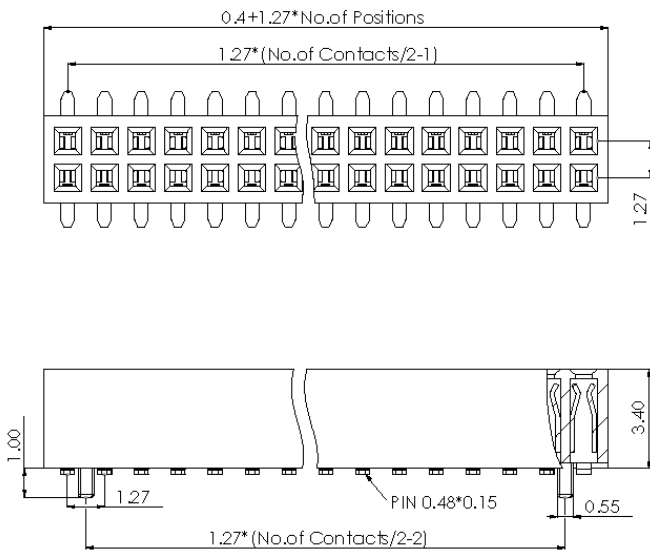 0.4+1.27*No.of Positions
1.27*(No.of Contacts/2-1)
1.27
1.00
3.40
1.27
PIN 0.48*0.15
0.55
1.27*(No.of Contacts/2-2)